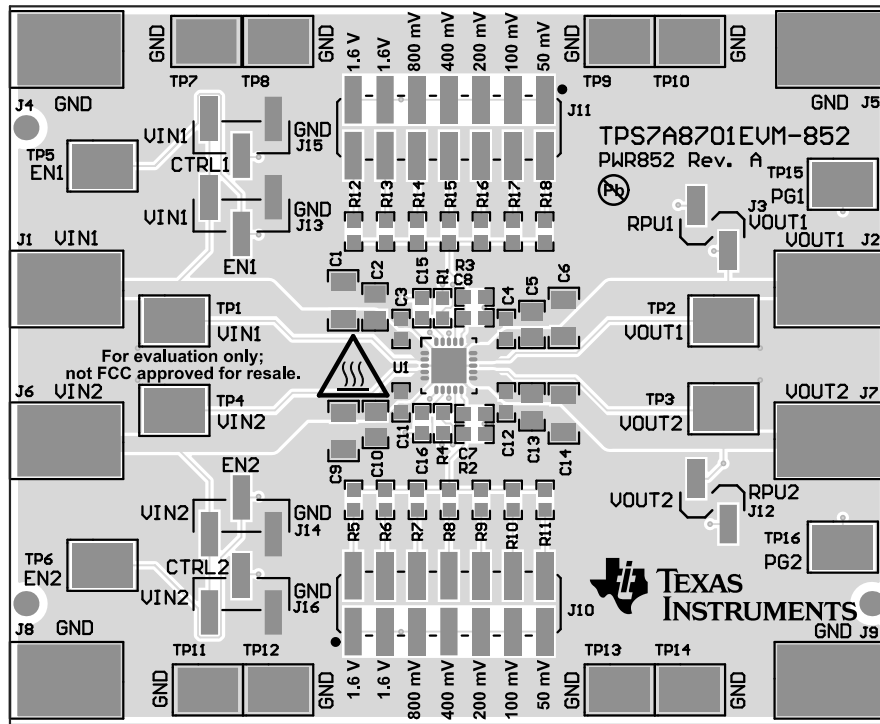 GND
TP7
TP8
GND
1.6 V
1.6V
800 mV
400 mV
200 mV
100 mV
50 mV
GND
TP9
TP10
GND
J4
GND
GND
J5
VIN1
GND
J15
J11
TPS7A8701EVM-852
PWR852 Rev. A
Pb
TP5
EN1
CTRL1
TP15
PG1
VIN1
GND
J13
R12
R13
R14
R15
R16
R17
R18
RPU1
J3
VOUT1
J1
VIN1
EN1
VOUT1
J2
C1
C2
C15
R1
R3
C8
C3
C4
C5
C6
TP1
VIN1
TP2
VOUT1
For evaluation only;
not FCC approved for resale.
U1
J6
VIN2
TP4
VIN2
TP3
VOUT2
VOUT2
J7
C9
C10
C11
C16
R4
C7
R2
C12
C13
C14
EN2
VIN2
GND
J14
VOUT2
RPU2
J12
R5
R6
R7
R8
R9
R10
R11
TP6
EN2
CTRL2
VIN2
GND
J16
TP16
PG2
J10
TEXAS
INSTRUMENTS
J8
GND
GND
J9
GND
TP11
TP12
GND
1.6 V
1.6 V
800 mV
400 mV
200 mV
100 mV
50 mV
GND
TP13
TP14
GND